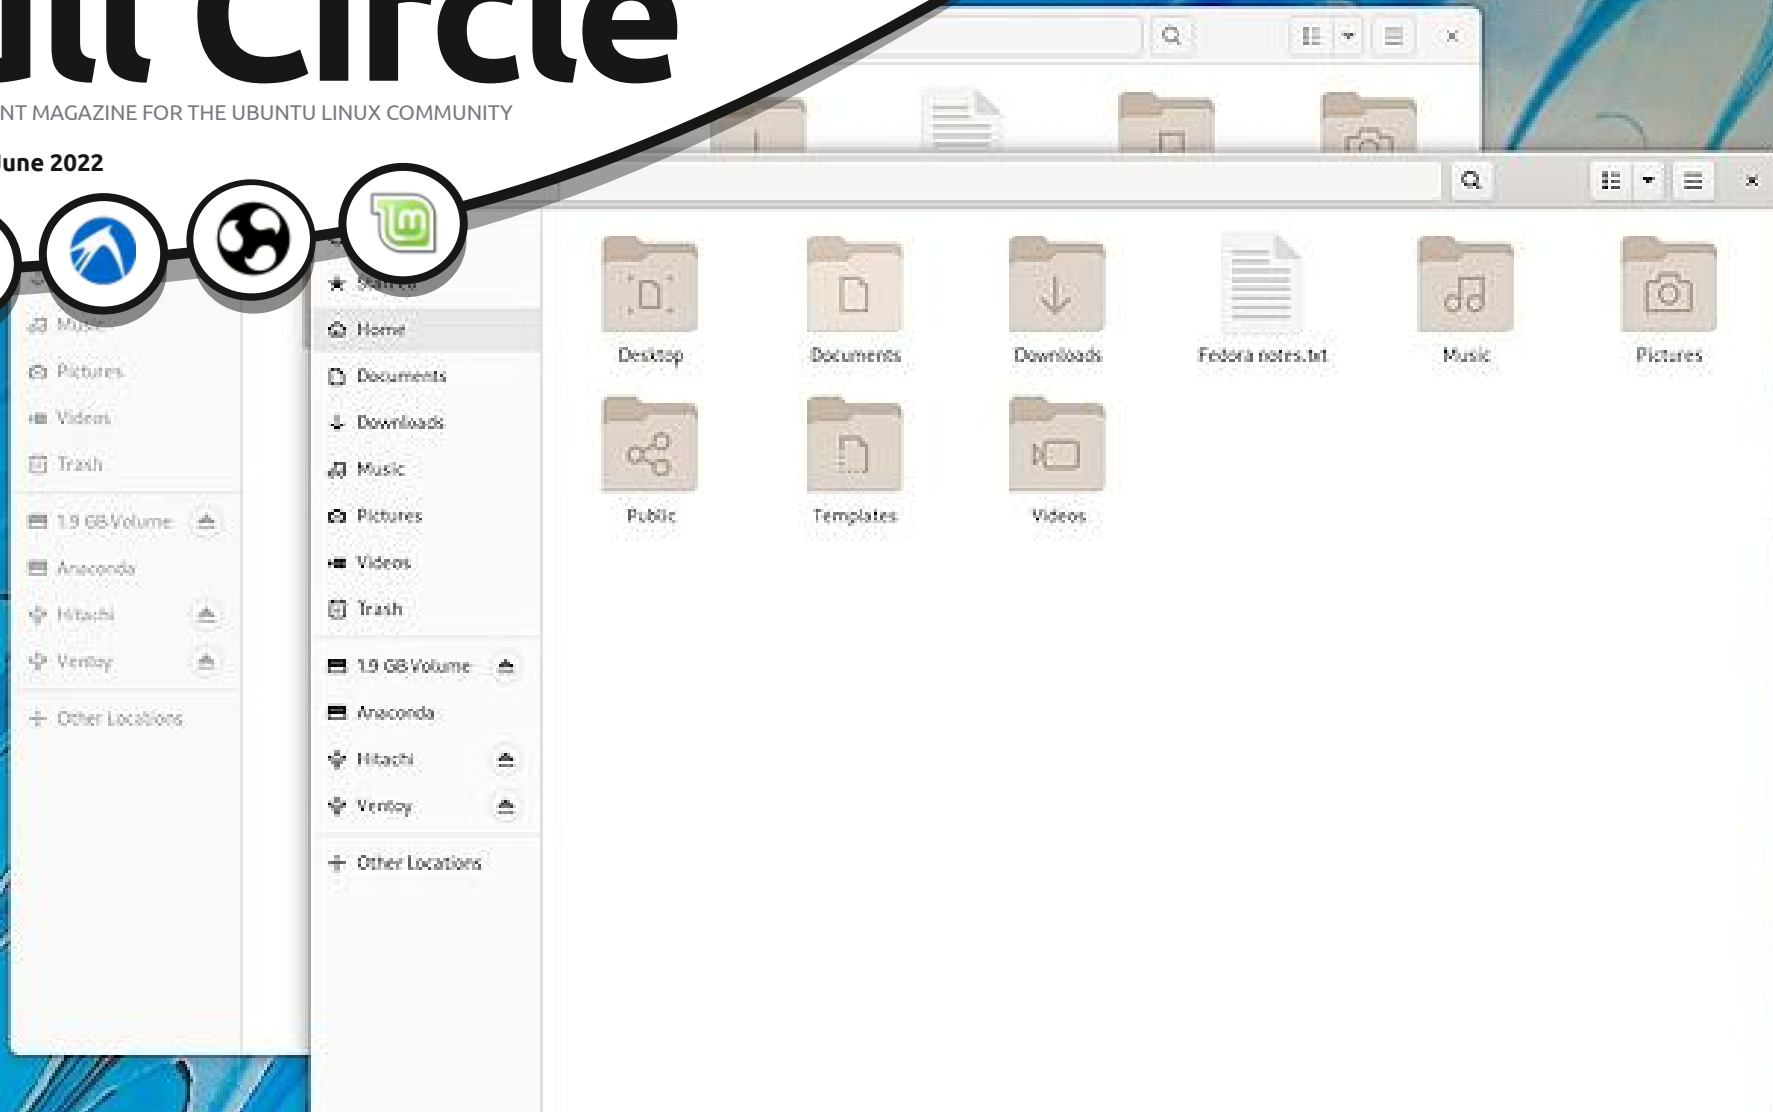 ull Circle
NT MAGAZINE FOR THE UBUNTU LINUX COMMUNITY
June 2022
Music
Pictures
Videos
Trash
1.9 GB Volume
Anaconda
Hitachi
Ventoy
Other Locations
Starred
Home
Documents
Downloads
Music
Pictures
Videos
Trash
1.9 GB Volume
Anaconda
Hitachi
Ventoy
Other Locations
Desktop Documents Downloads Fedora notes.txt Music Pictures
Public Templates Videos